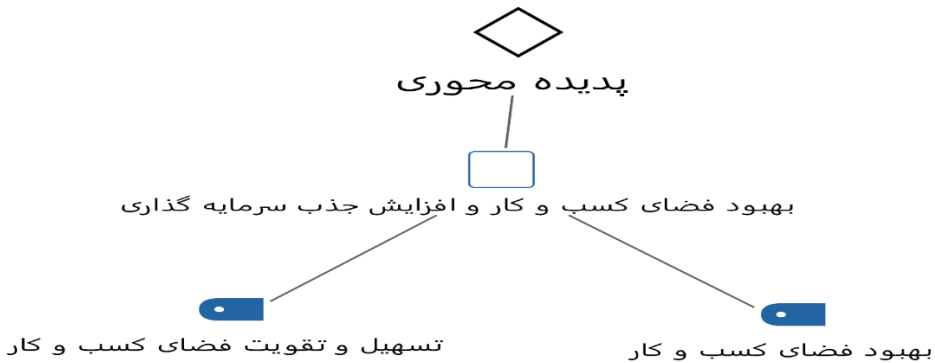 پدیده محوری
بهبود فضای کسب و کار و افزایش جذب سرمایه گذاری
بهبود فضای کسب و کار
تسهیل و تقویت فضای کسب و کار